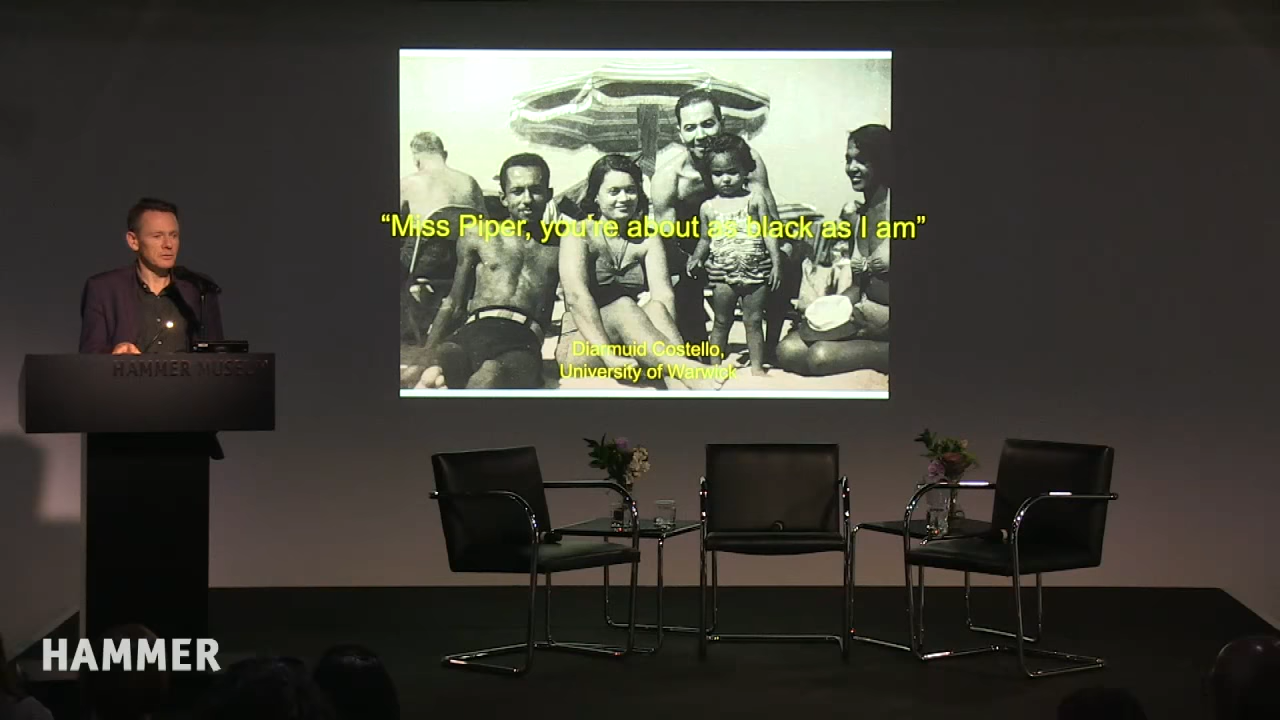 “Miss Piper, you're about as black as I am”
Diarmuid Costello,
University of Warwick
HAMMER MUSEUM
HAMMER